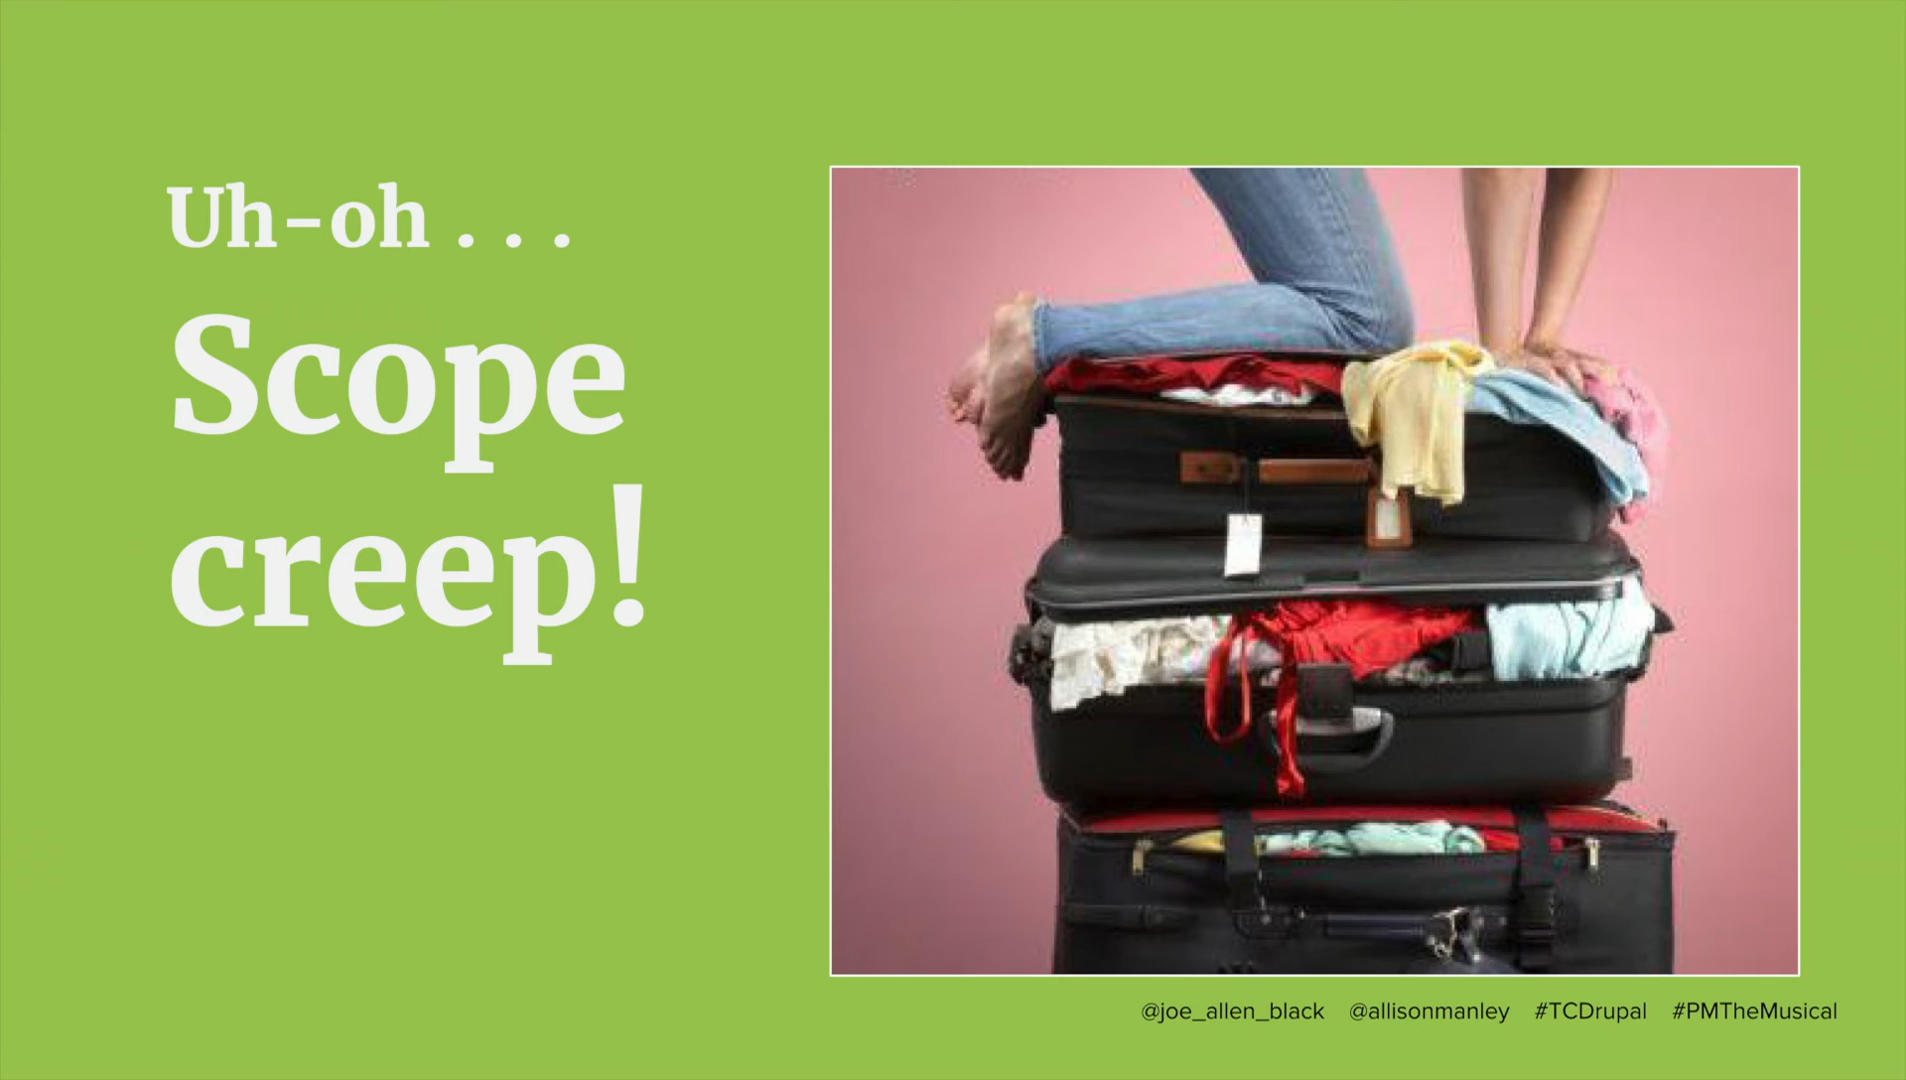 Uh-oh . . .
Scope
creep!
@joe_allen_black @allisonmanley #TCDrupal #PMTheMusical